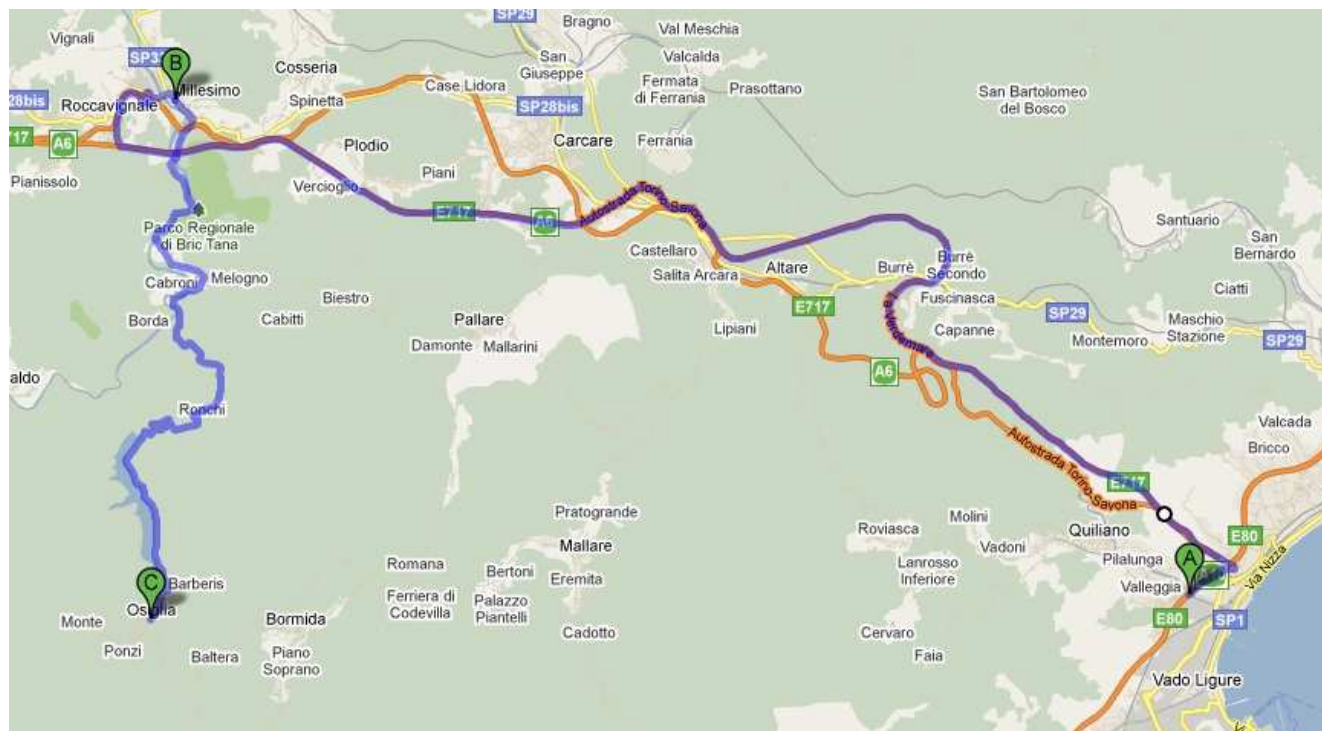 SP29
Bragno
Val Meschia
Vignali
SP33
B
San
Giuseppe
Valcalda
Cosseria
Case Lidora
Fermata
di Ferrania
Prasottano
San Bartolomeo
del Bosco
Millesimo
28bis
Roccavignale
Spinetta
SP28bis
717
A6
Carcare
Ferrania
Plodio
Pianissolo
Piani
Vercioglio
E717
A6
Autostrada Torino-Savona
Santuario
Parco Regionale
di Bric Tana
Castellaro
San
Bernardo
Cabroni
Melogno
Salita Arcara
Altare
Burrè
Burrè
Secondo
Ciatti
Biestro
E717
Fuscinasca
SP29
Borda
Cabitti
Pallare
Lipiani
La Verdemare
Capanne
Maschio
Stazione
Damonte
Mallarini
Montemoro
SP29
aldo
A6
Ronchi
Autostrada Torino-Savona
Valcada
Bricco
E717
Pratogrande
Roviasca
Molini
Quiliano
E80
Mallare
Vadoni
Via Nizza
Romana
Bertoni
Eremita
Lanrosso
Inferiore
Pilalunga
A
C
Barberis
Ferriera di
Codevilla
Palazzo
Piantelli
Valleggia
Osiglia
Monte
Bormida
Cadotto
Cervaro
E80
SP1
Ponzi
Baltera
Piano
Soprano
Faia
Vado Ligure